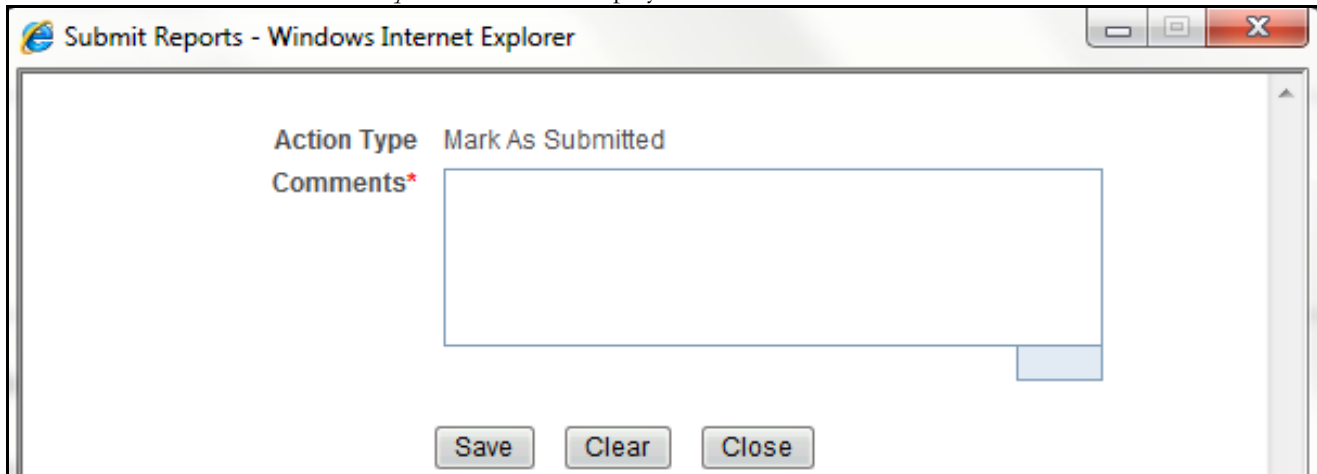 Submit Reports - Windows Internet Explorer
Action Type Mark As Submitted
Comments*
Save Clear Close